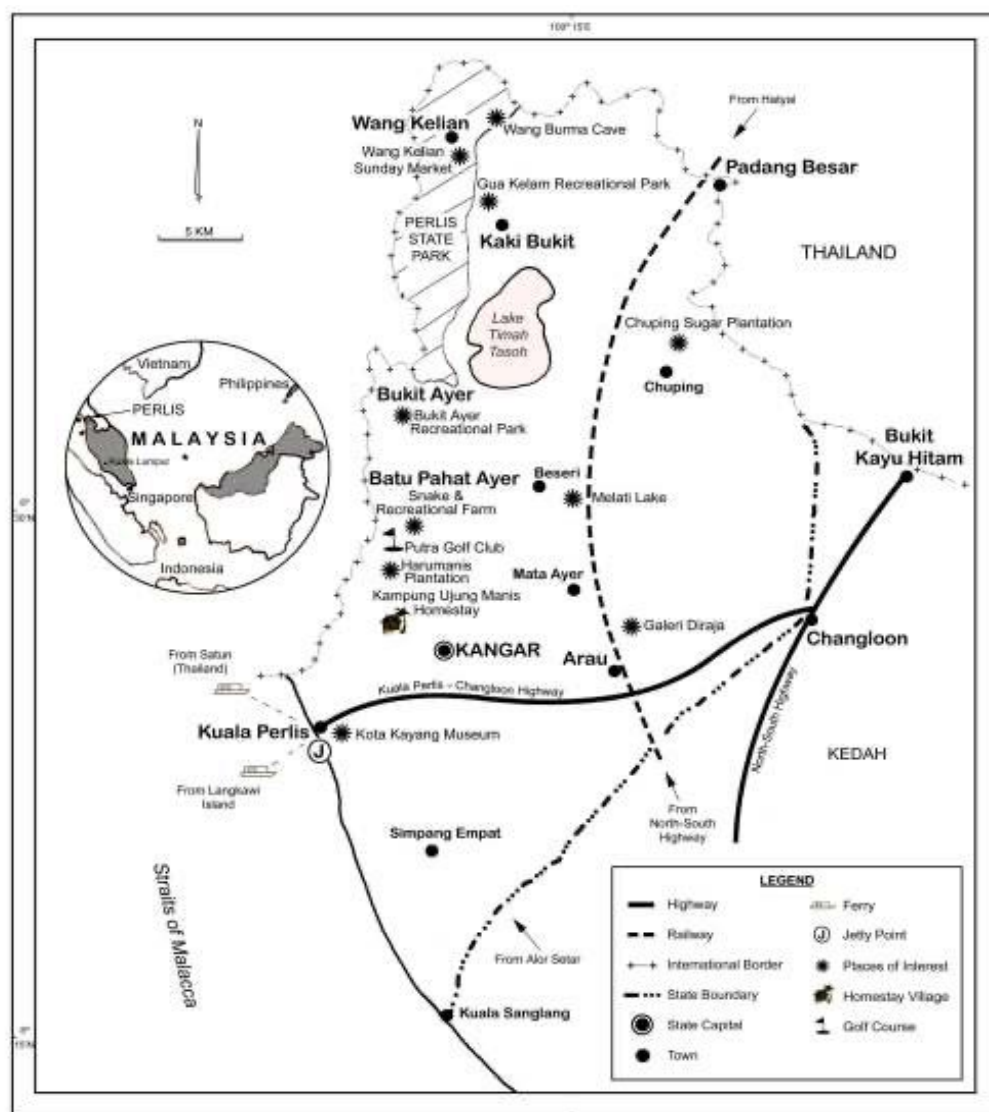 100° 15'E
From Hatyai
N
Wang Kelian
Wang Burma Cave
Wang Kelian
Sunday Market
Padang Besar
Gua Kelam Recreational Park
5 KM
PERLIS
STATE
PARK
Kaki Bukit
THAILAND
Lake
Timah
Tasoh
Chuping Sugar Plantation
Vietnam
Philippines
Chuping
PERLIS
Bukit Ayer
Bukit Ayer
Recreational Park
MALAYSIA
Kuala Lumpur
Singapore
Indonesia
Bukit
Kayu Hitam
Batu Pahat Ayer
Beseri
Snake &
Recreational Farm
Melati Lake
Putra Golf Club
Harumanis
Plantation
Mata Ayer
Kampung Ujung Manis
Homestay
Galeri Diraja
Changloon
KANGAR
Arau
From Satun
(Thailand)
Kuala Perlis - Changloon Highway
North-South Highway
Kuala Perlis
Kota Kayang Museum
J
KEDAH
From Langkawi
Island
From
North-South
Highway
Simpang Empat
Straits of Malacca
From Alor Setar
Kuala Sanglang
LEGEND
Highway
Railway
International Border
State Boundary
State Capital
Town
Ferry
J
Jetty Point
Places of Interest
Homestay Village
Golf Course